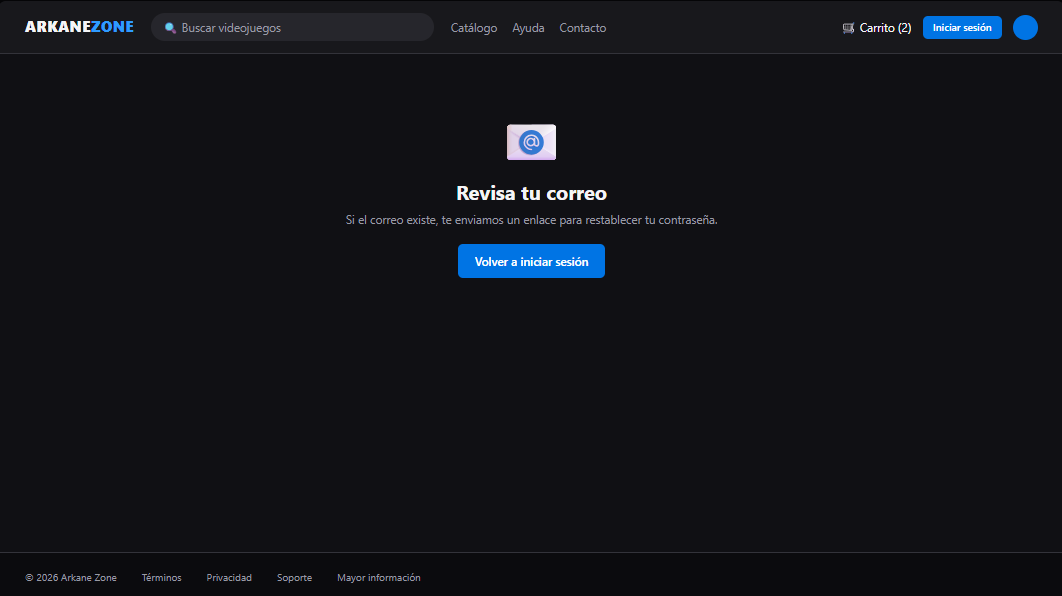 ARKANEZONE
Buscar videojuegos
Catálogo
Ayuda
Contacto
Carrito (2)
Iniciar sesión
@
Revisa tu correo
Si el correo existe, te enviamos un enlace para restablecer tu contraseña.
Volver a iniciar sesión
© 2026 Arkane Zone
Términos
Privacidad
Soporte
Mayor información